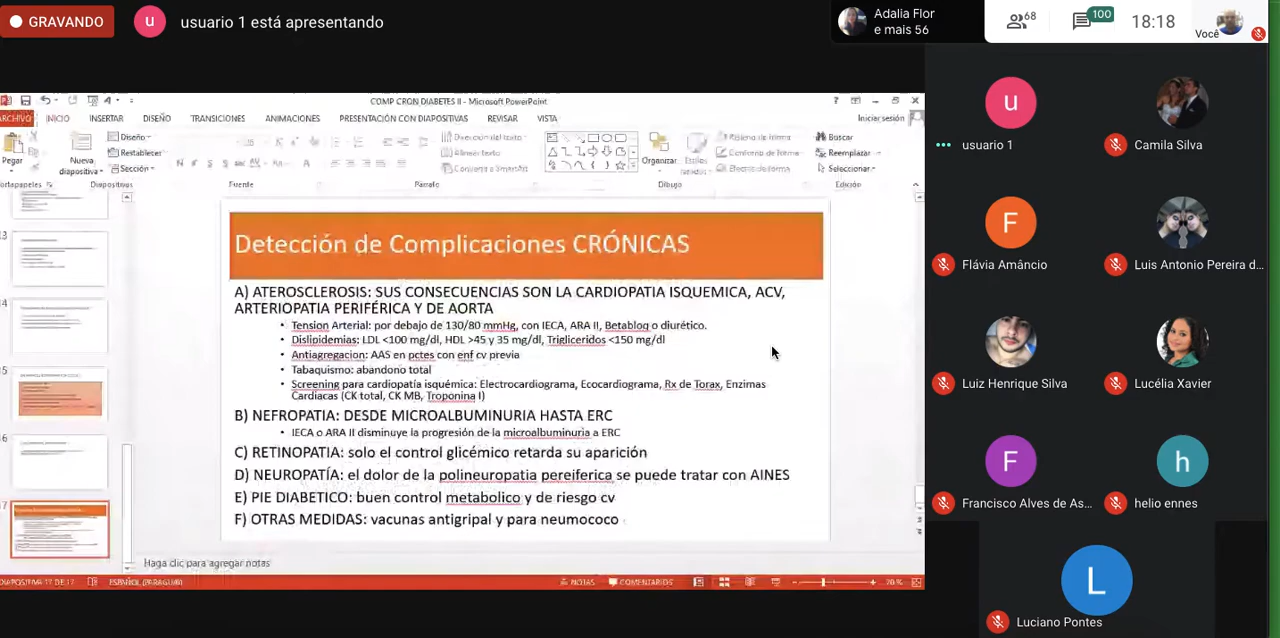 GRAVANDO
u
usuario 1 está apresentando
Adalia Flor
e mais 56
68
100
18:18
Você
COMP CRON DIABETES II - Microsoft PowerPoint
ARCHIVO INICIO INSERTAR DISEÑO TRANSICIONES ANIMACIONES PRESENTACIÓN CON DIAPOSITIVAS REVISAR VISTA
Iniciar sesión
Pegar
Nueva
diapositiva
Diseño
Restablecer
Sección
Organizar
Buscar
Reemplazar
Seleccionar
Diapositivas
Fuente
Párrafo
Dibujo
Edición
Detección de Complicaciones CRÓNICAS
A) ATEROSCLEROSIS: SUS CONSECUENCIAS SON LA CARDIOPATIA ISQUEMICA, ACV,
ARTERIOPATIA PERIFÉRICA Y DE AORTA
• Tension Arterial: por debajo de 130/80 mmHg, con IECA, ARA II, Betabloq o diurético.
• Dislipidemias: LDL <100 mg/dl, HDL >45 y 35 mg/dl, Trigliceridos <150 mg/dl
• Antiagregacion: AAS en pctes con enf cv previa
• Tabaquismo: abandono total
• Screening para cardiopatía isquémica: Electrocardiograma, Ecocardiograma, Rx de Torax, Enzimas
Cardiacas (CK total, CK MB, Troponina I)
B) NEFROPATIA: DESDE MICROALBUMINURIA HASTA ERC
• IECA o ARA II disminuye la progresión de la microalbuminuria a ERC
C) RETINOPATIA: solo el control glicémico retarda su aparición
D) NEUROPATÍA: el dolor de la polineuropatia pereiferica se puede tratar con AINES
E) PIE DIABETICO: buen control metabolico y de riesgo cv
F) OTRAS MEDIDAS: vacunas antigripal y para neumococo
Haga clic para agregar notas
DIAPOSITIVA 17 DE 17
ESPAÑOL (PARAGUAY)
NOTAS
COMENTARIOS
70 %
u
usuario 1
Camila Silva
F
Flávia Amâncio
Luis Antonio Pereira d...
Luiz Henrique Silva
Lucélia Xavier
F
Francisco Alves de As...
h
helio ennes
L
Luciano Pontes